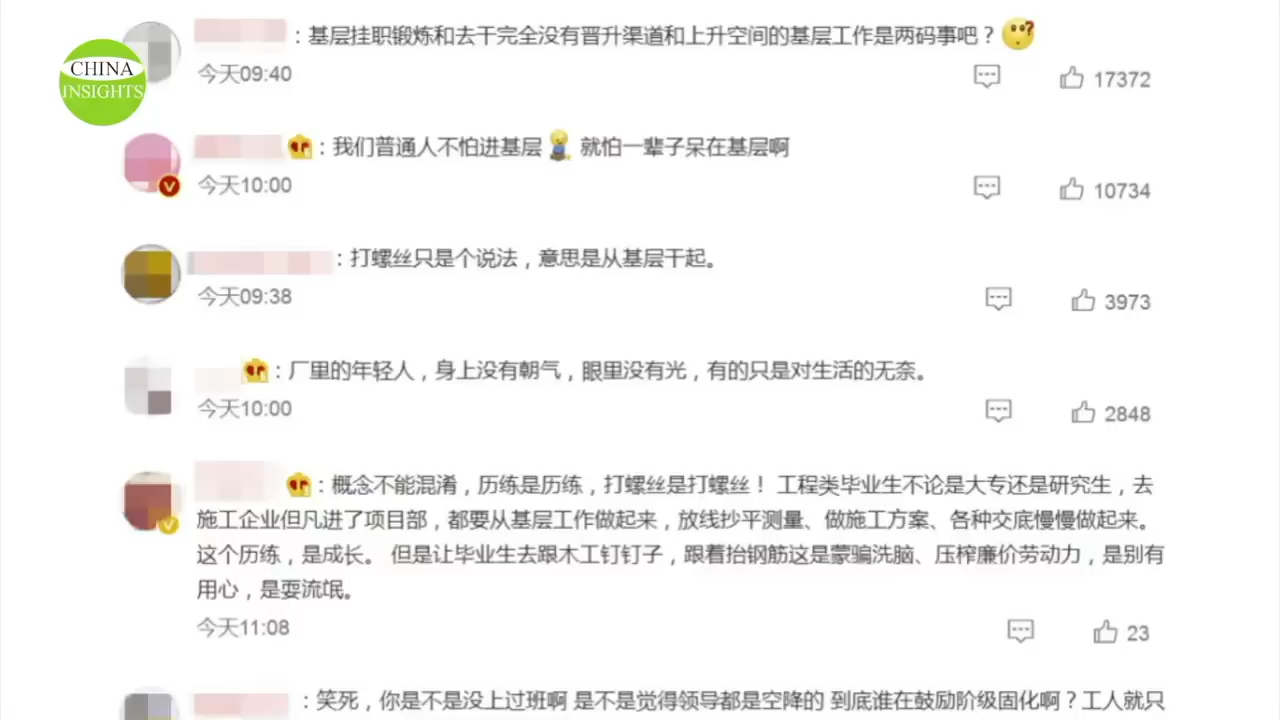 CHINA
INSIGHTS
：基层挂职锻炼和去干完全没有晋升渠道和上升空间的基层工作是两码事吧？
今天09:40
17372
：我们普通人不怕进基层 就怕一辈子呆在基层啊
今天10:00
10734
：打螺丝只是个说法，意思是从基层干起。
今天09:38
3973
：厂里的年轻人，身上没有朝气，眼里没有光，有的只是对生活的无奈。
今天10:00
2848
：概念不能混淆，历练是历练，打螺丝是打螺丝！ 工程类毕业生不论是大专还是研究生，去
施工企业但凡进了项目部，都要从基层工作做起来，放线抄平测量、做施工方案、各种交底慢慢做起来。
这个历练，是成长。 但是让毕业生去跟木工钉钉子，跟着抬钢筋这是蒙骗洗脑、压榨廉价劳动力，是别有
用心，是耍流氓。
今天11:08
23
：笑死，你是不是没上过班啊 是不是觉得领导都是空降的 到底谁在鼓励阶级固化啊？工人就只